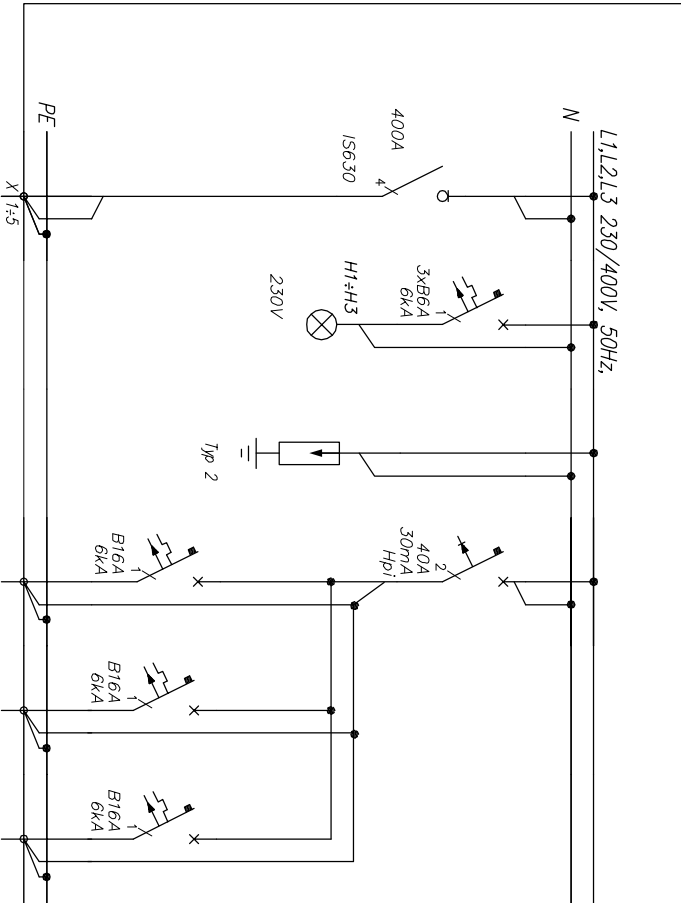 L1,L2,L3 230/400V, 50Hz,
N
PE
400A
IS630
4
X 1÷5
3xB6A
6kA
1
H1÷H3
230V
Typ 2
2
40A
30mA
Hpi
1
B16A
6kA
1
B16A
6kA
1
B16A
6kA